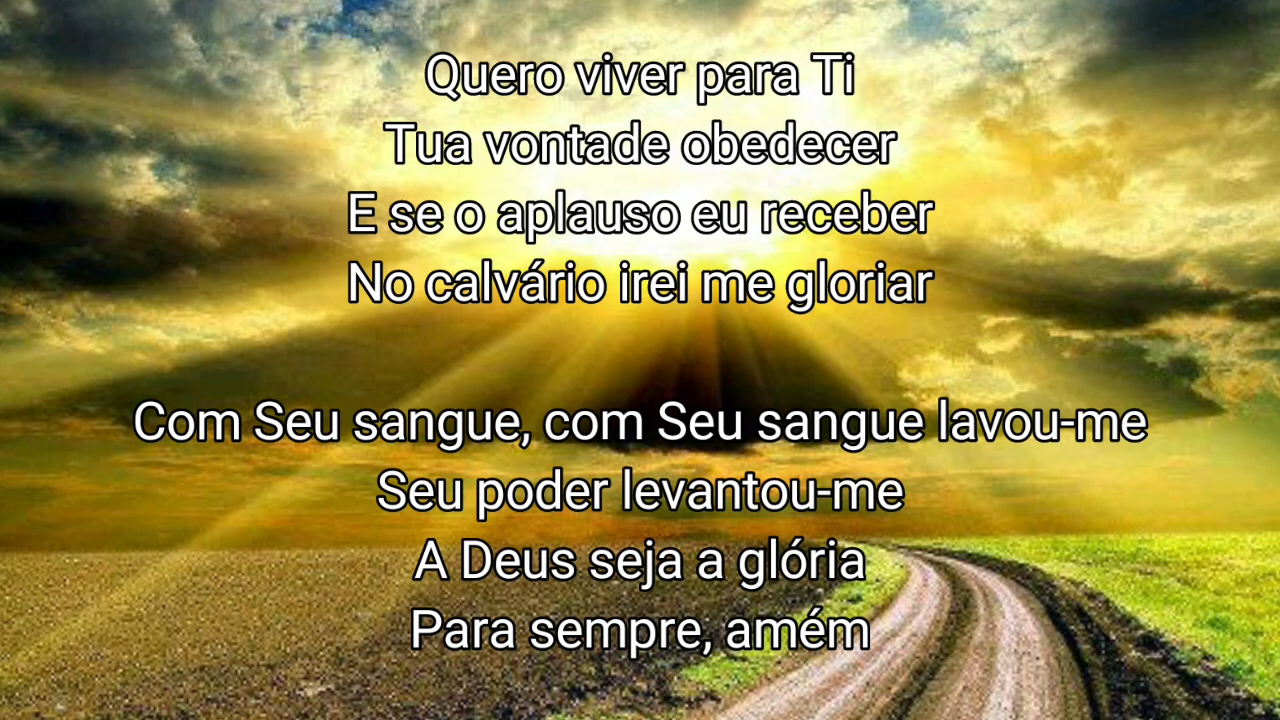 Quero viver para Ti
Tua vontade obedecer
E se o aplauso eu receber
No calvário irei me gloriar
Com Seu sangue, com Seu sangue lavou-me
Seu poder levantou-me
A Deus seja a glória
Para sempre, amém